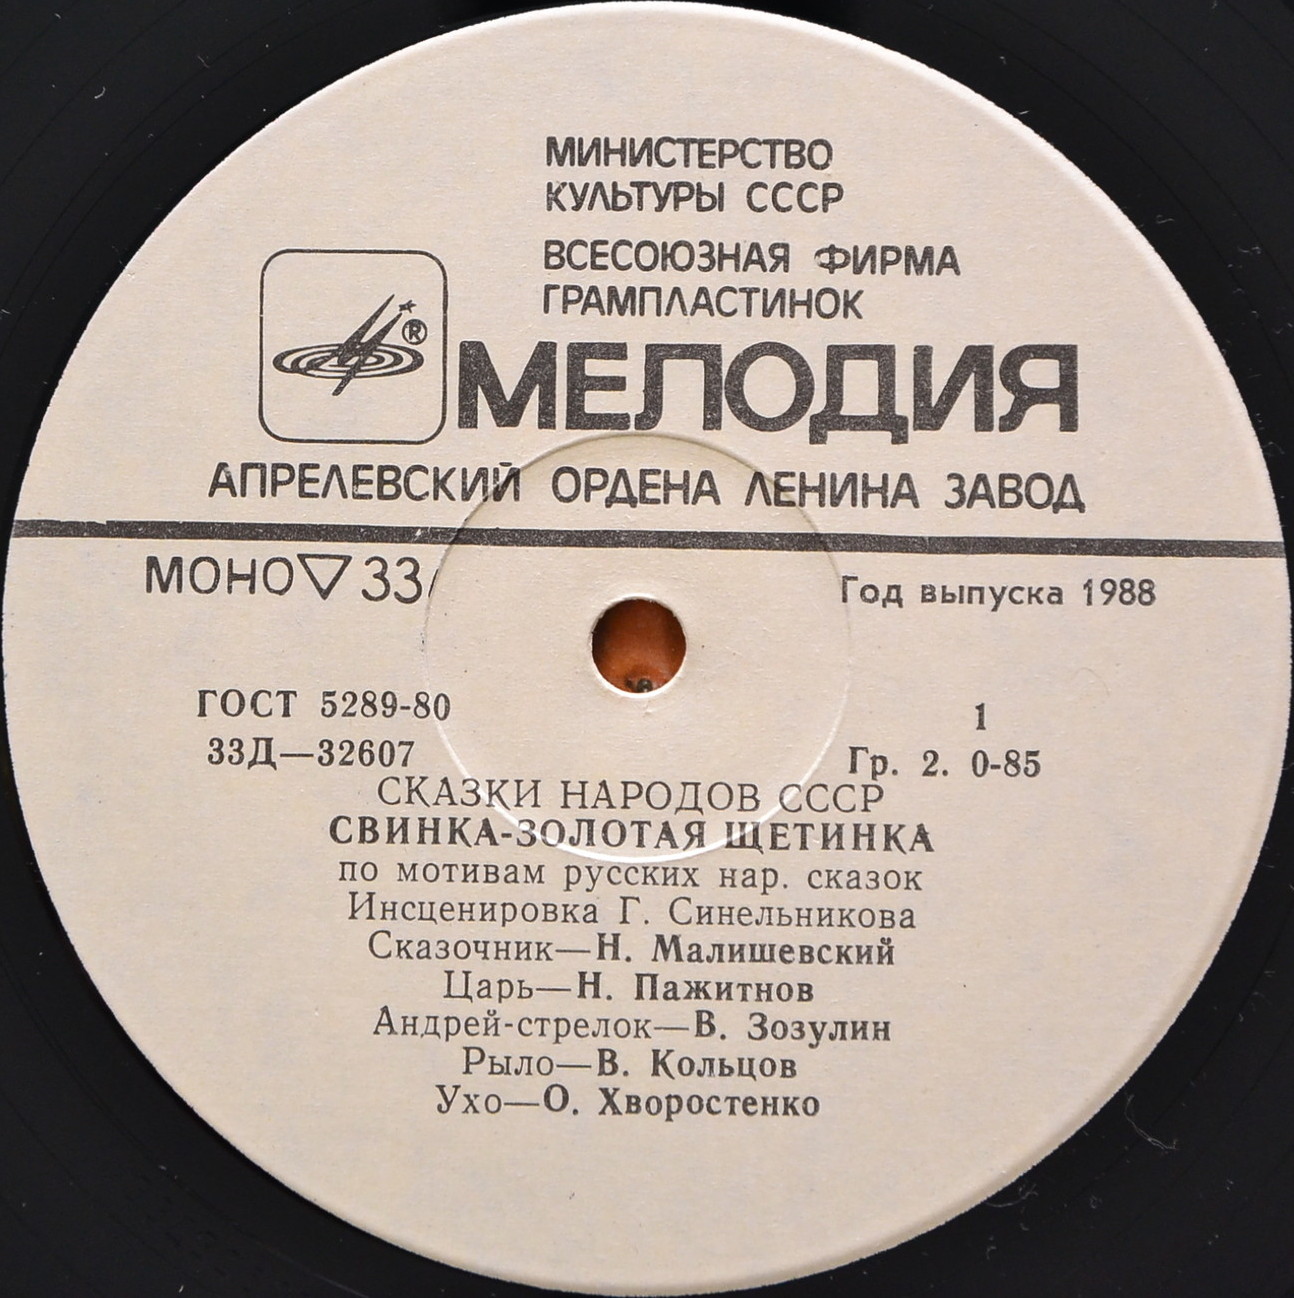 МИНИСТЕРСТВО
КУЛЬТУРЫ СССР
ВСЕСОЮЗНАЯ ФИРМА
ГРАМПЛАСТИНОК
®
МЕЛОДИЯ
АПРЕЛЕВСКИЙ ОРДЕНА ЛЕНИНА ЗАВОД
МОНО▽33
Год выпуска 1988
ГОСТ 5289-80
33Д—32607
1
Гр. 2. 0-85
СКАЗКИ НАРОДОВ СССР
СВИНКА-ЗОЛОТАЯ ЩЕТИНКА
по мотивам русских нар. сказок
Инсценировка Г. Синельникова
Сказочник—Н. Малишевский
Царь—Н. Пажитнов
Андрей-стрелок—В. Зозулин
Рыло—В. Кольцов
Ухо—О. Хворостенко